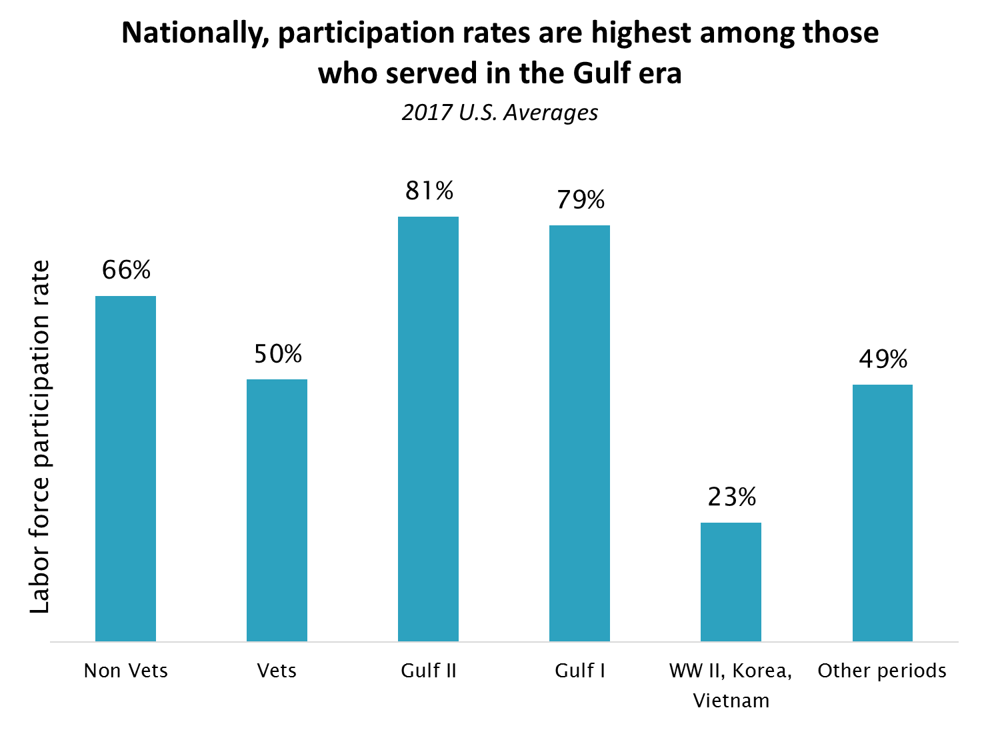 Nationally, participation rates are highest among those
who served in the Gulf era
2017 U.S. Averages
Labor force participation rate
66%
50%
81%
79%
23%
49%
Non Vets
Vets
Gulf II
Gulf I
WW II, Korea,
Vietnam
Other periods